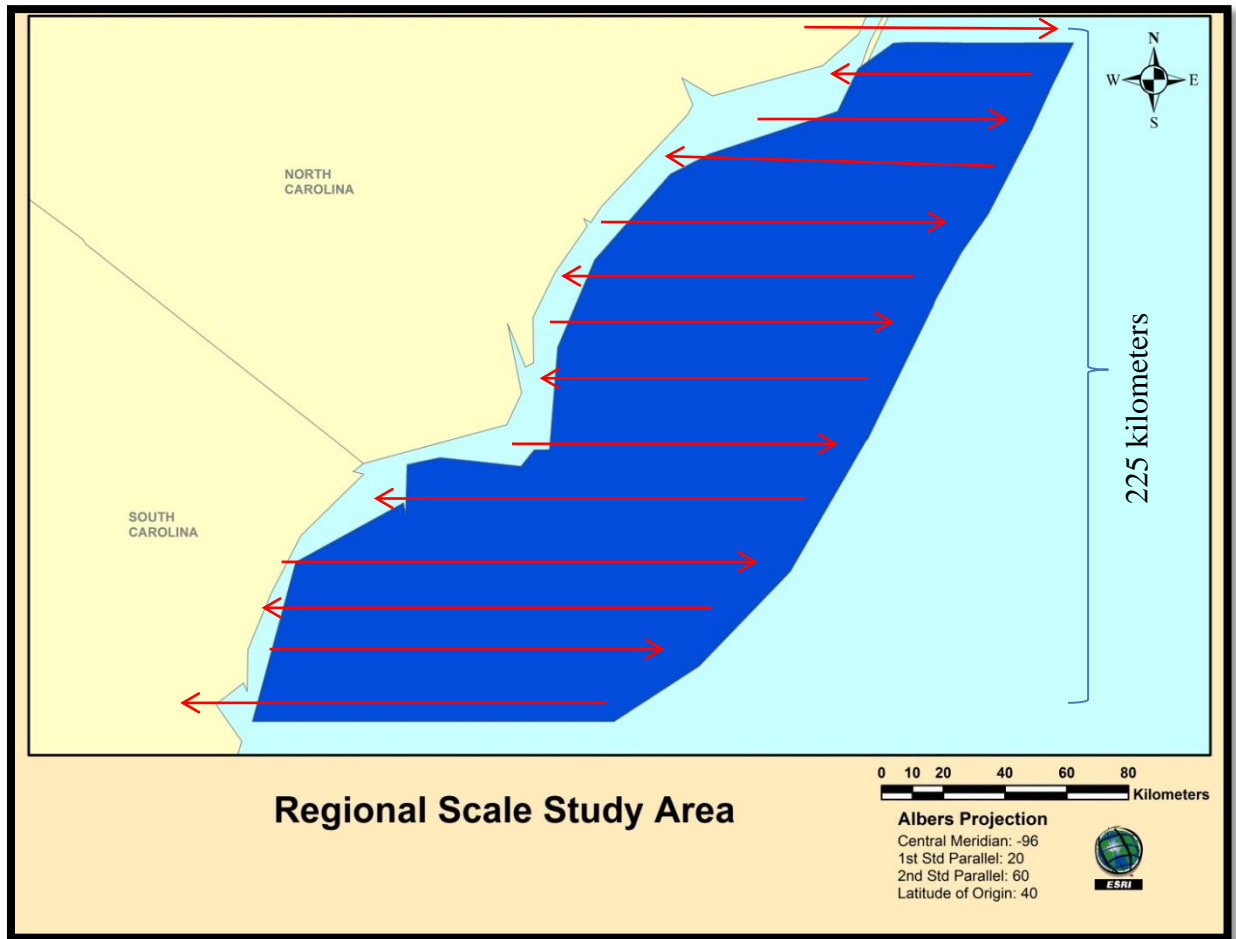 N
W E
S
NORTH
CAROLINA
225 kilometers
SOUTH
CAROLINA
0 10 20 40 60 80
Kilometers
Regional Scale Study Area
Albers Projection
Central Meridian: -96
1st Std Parallel: 20
2nd Std Parallel: 60
Latitude of Origin: 40
ESRI